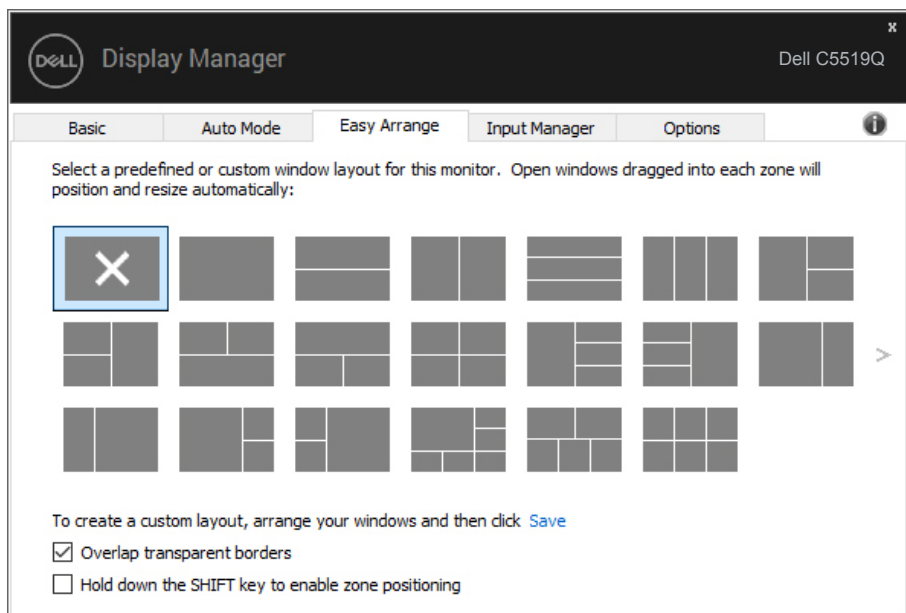 x
DELL
Display Manager
Dell C5519Q
Basic
Auto Mode
Easy Arrange
Input Manager
Options
i
Select a predefined or custom window layout for this monitor. Open windows dragged into each zone will
position and resize automatically:
>
To create a custom layout, arrange your windows and then click Save
Overlap transparent borders
Hold down the SHIFT key to enable zone positioning